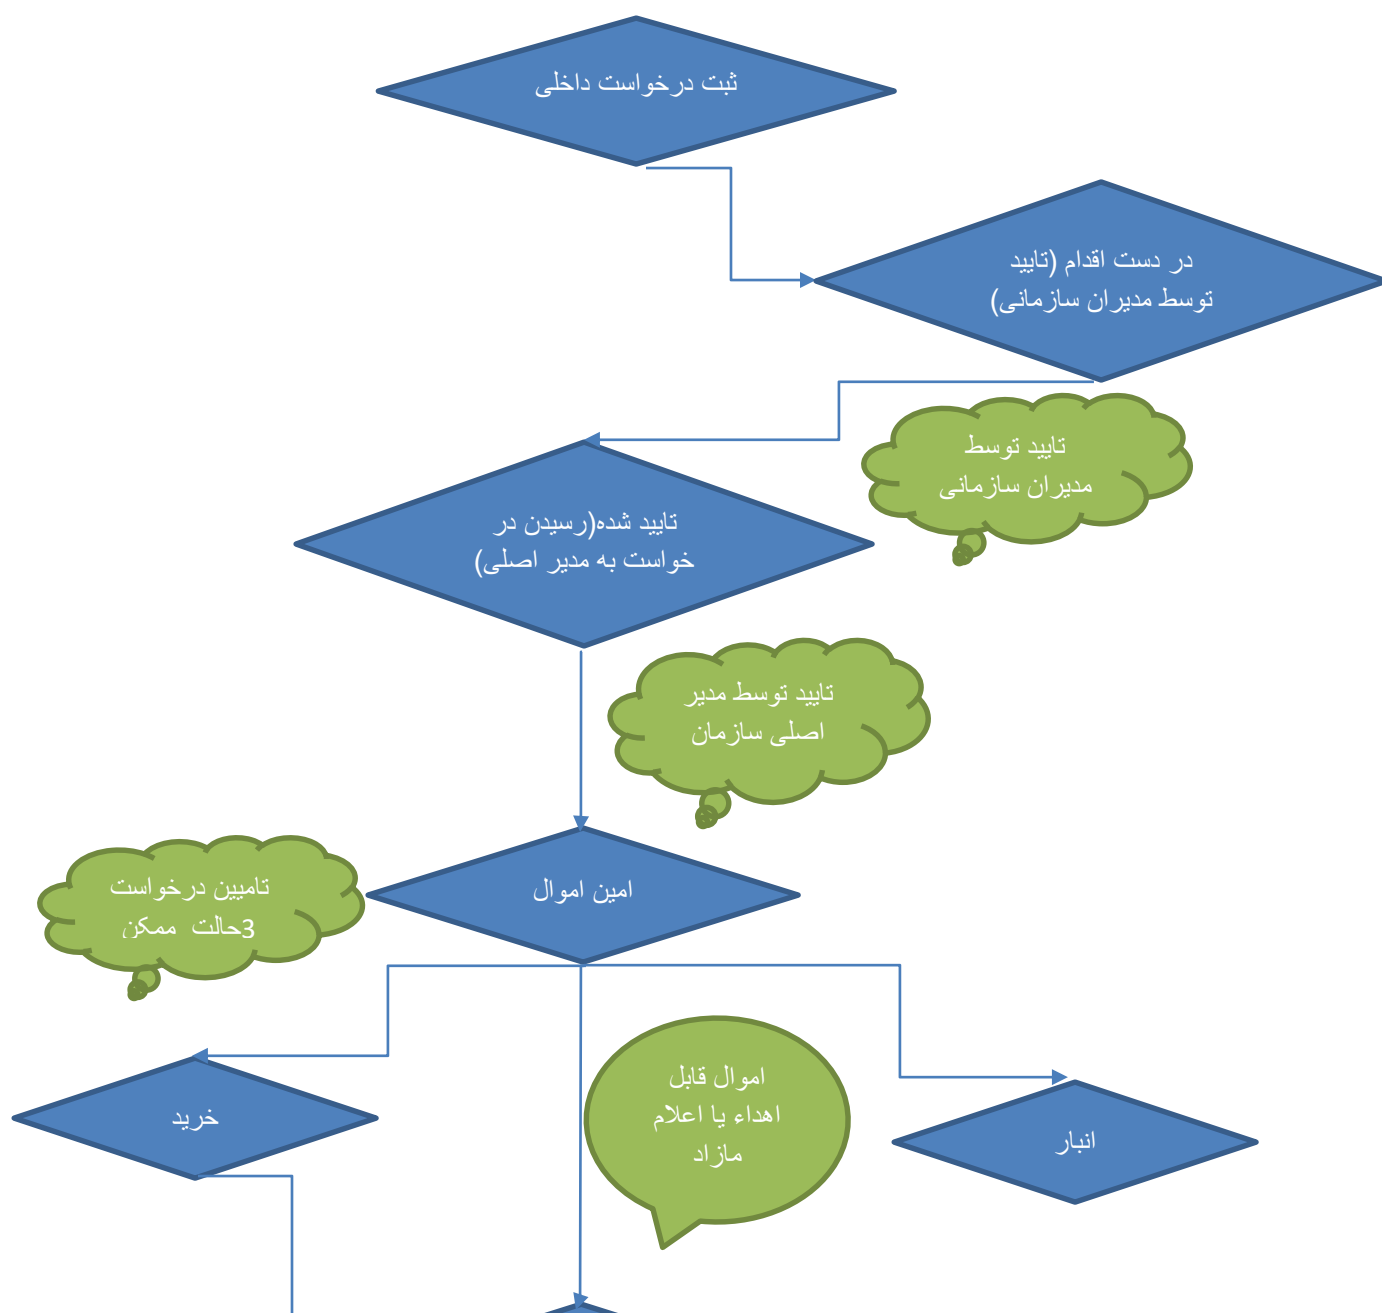 ثبت درخواست داخلی
در دست اقدام (تایید
توسط مدیران سازمانی)
تایید توسط
مدیران سازمانی
تایید شده(رسیدن در
خواست به مدیر اصلی)
تایید توسط مدیر
اصلی سازمان
امین اموال
تامیین درخواست
3حالت ممکن
خرید
اموال قابل
اهداء یا اعلام
مازاد
انبار